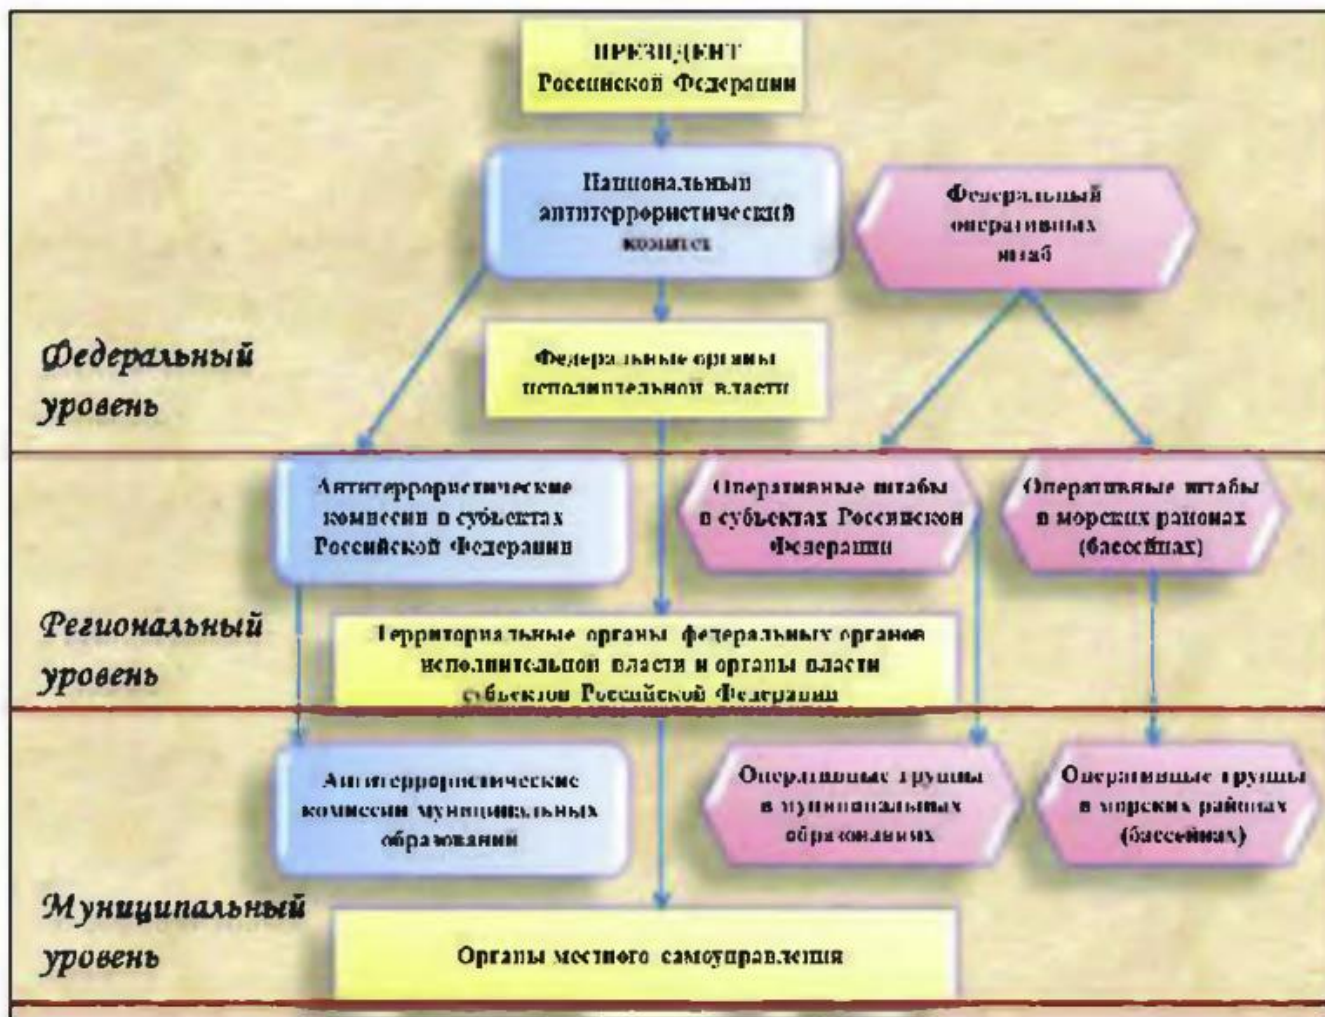 ПРЕЗИДЕНТ
Российской Федерации
Национальный
антитеррористический
комитет
Федеральный
оперативных
штаб
Федеральный
уровень
Федеральные органы
исполнительной власти
Антитеррористические
комиссии в субъектах
Российской Федерации
Оперативные штабы
в субъектах Российской
Федерации
Оперативные штабы
в морских районах
(бассейнах)
Региональный
уровень
Территориальные органы федеральных органов
исполнительной власти и органы власти
субъектов Российской Федерации
Антитеррористические
комиссии муниципальных
образований
Оперативные группы
в муниципальных
образованиях
Оперативные группы
в морских районах
(бассейнах)
Муниципальный
уровень
Органы местного самоуправления